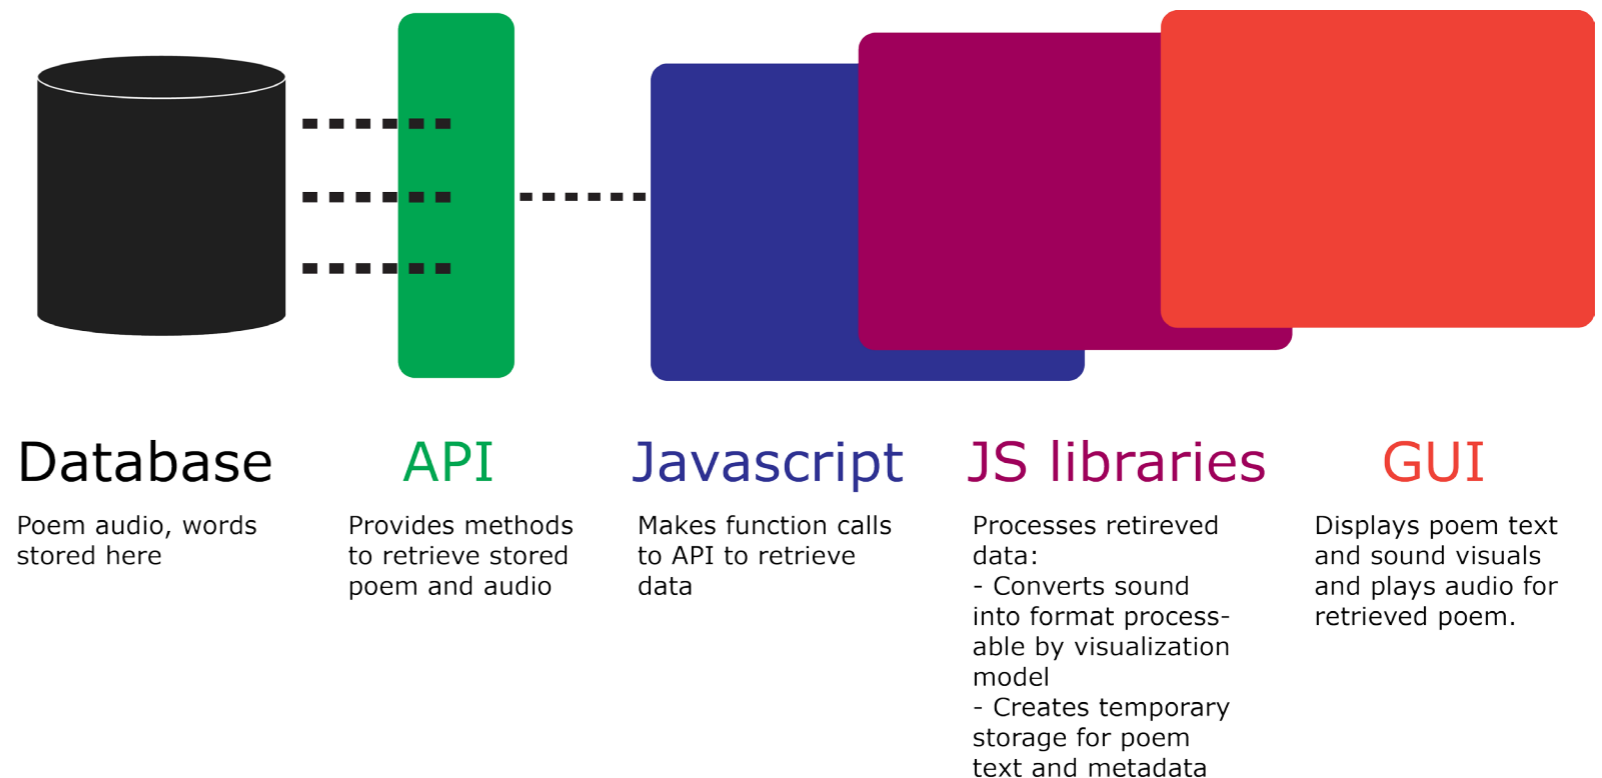 Database
Poem audio, words
stored here
API
Provides methods
to retrieve stored
poem and audio
Javascript
Makes function calls
to API to retrieve
data
JS libraries
Processes retireved
data:
- Converts sound
into format process-
able by visualization
model
- Creates temporary
storage for poem
text and metadata
GUI
Displays poem text
and sound visuals
and plays audio for
retrieved poem.